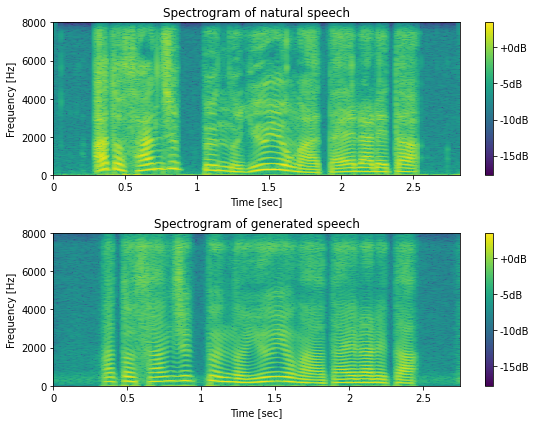 Spectrogram of natural speech
8000
6000
4000
2000
0
Frequency [Hz]
0 0.5 1 1.5 2 2.5
Time [sec]
+0dB
-5dB
-10dB
-15dB
Spectrogram of generated speech
8000
6000
4000
2000
0
Frequency [Hz]
0 0.5 1 1.5 2 2.5
Time [sec]
+0dB
-5dB
-10dB
-15dB